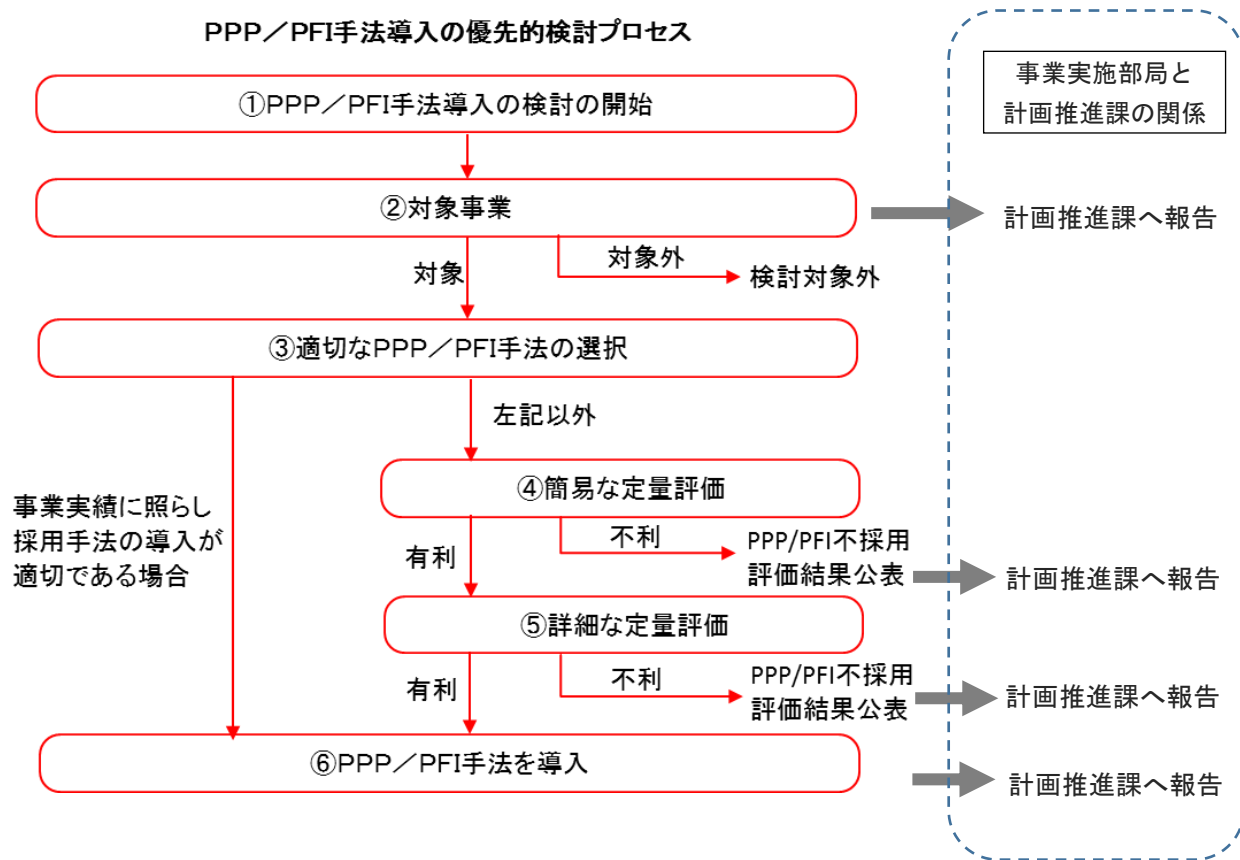 PPP／PFI手法導入の優先的検討プロセス
事業実施部局と
計画推進課の関係
①PPP／PFI手法導入の検討の開始
②対象事業
計画推進課へ報告
対象
対象外
検討対象外
③適切なPPP／PFI手法の選択
左記以外
事業実績に照らし
採用手法の導入が
適切である場合
④簡易な定量評価
有利
不利
PPP/PFI不採用
評価結果公表
計画推進課へ報告
⑤詳細な定量評価
有利
不利
PPP/PFI不採用
評価結果公表
計画推進課へ報告
⑥PPP／PFI手法を導入
計画推進課へ報告